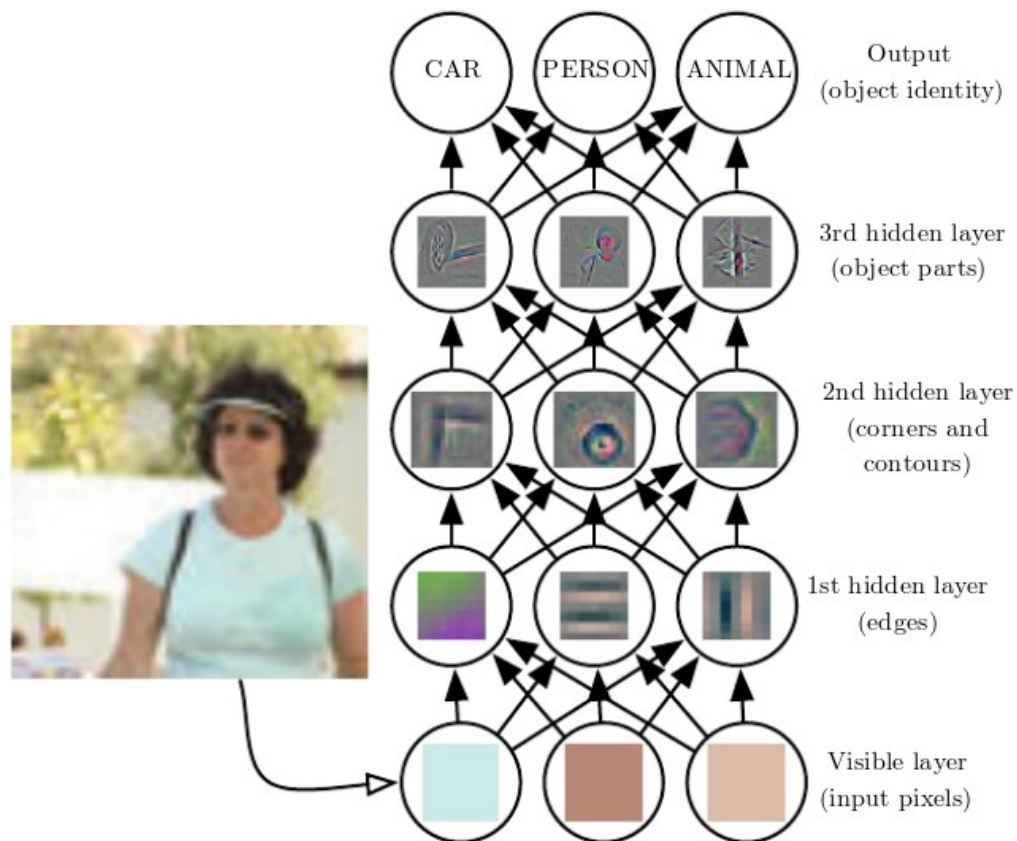 CAR PERSON ANIMAL
Output
(object identity)
3rd hidden layer
(object parts)
2nd hidden layer
(corners and
contours)
1st hidden layer
(edges)
Visible layer
(input pixels)